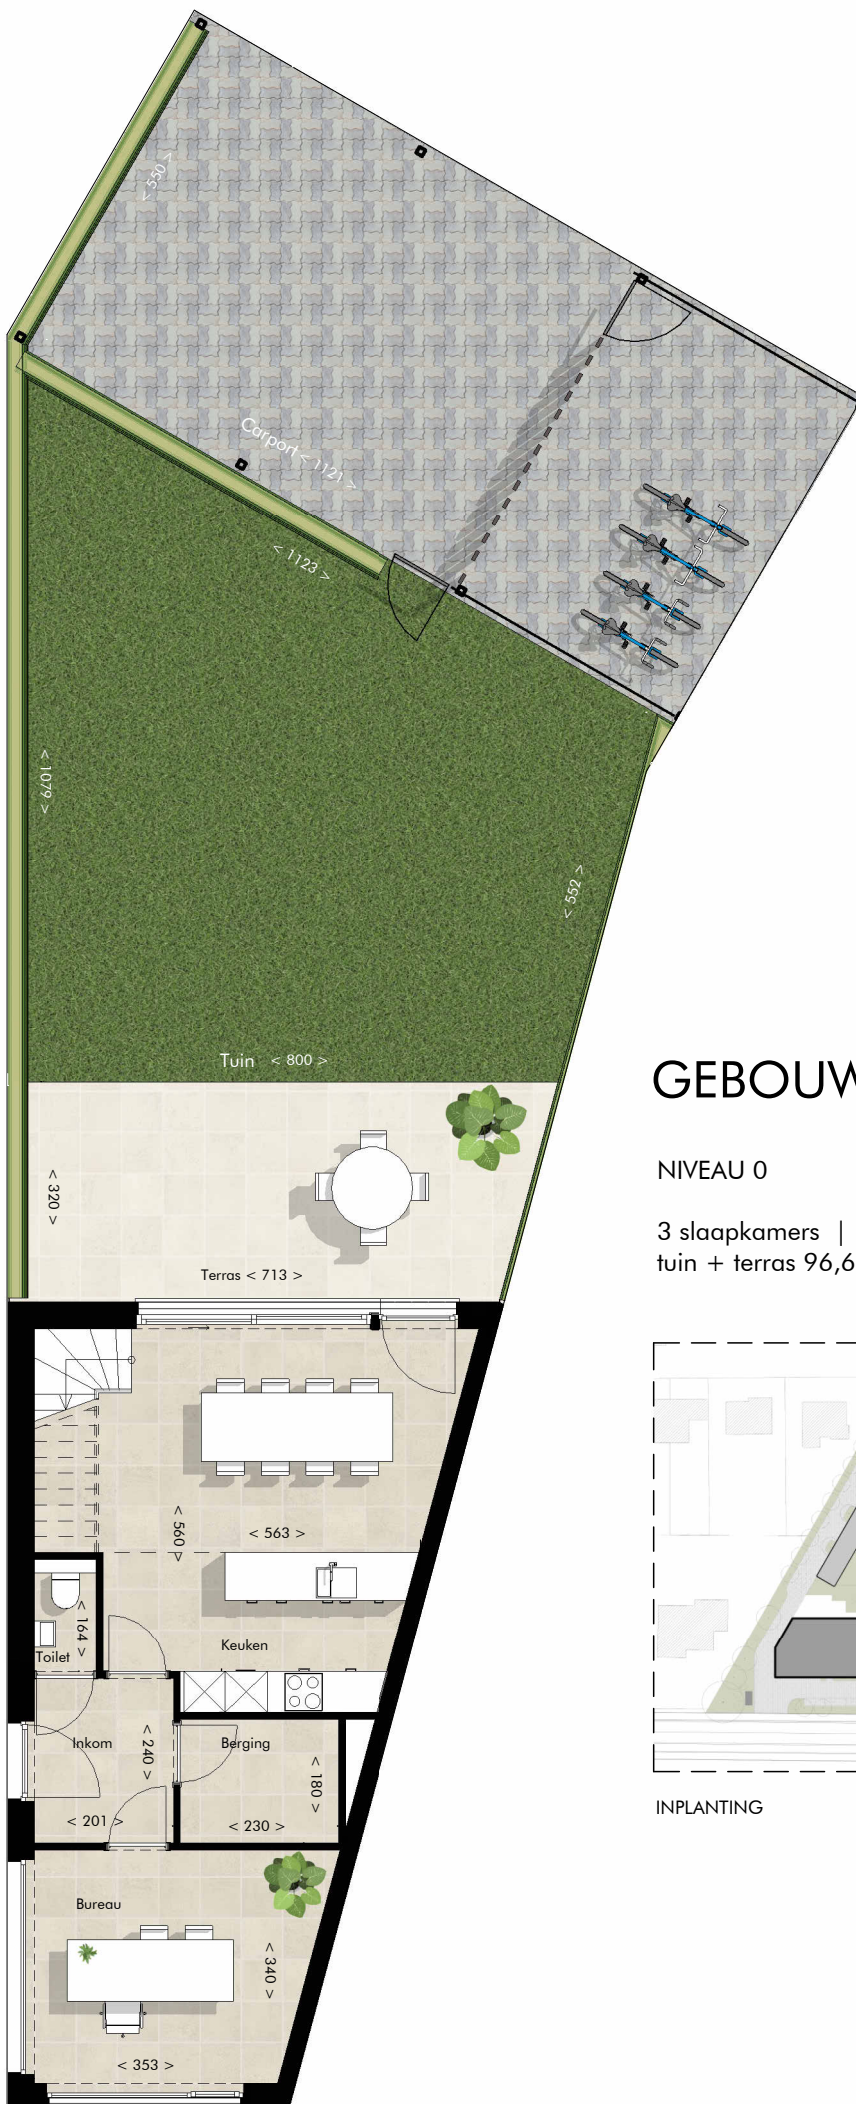 < 550 >
Carport < 1121 >
< 1123 >
< 1079 >
< 552 >
Tuin < 800 >
< 320 >
Terras < 713 >
GEBOUW
NIVEAU 0
3 slaapkamers |
tuin + terras 96,6
< 560 >
< 563 >
< 164 >
Toilet
Keuken
Inkom
< 240 >
Berging
< 180 >
< 201 >
< 230 >
INPLANTING
Bureau
< 340 >
< 353 >